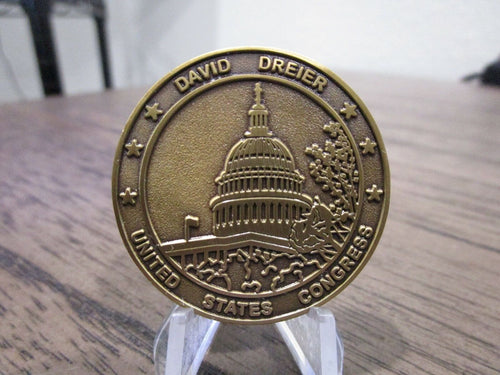 DAVID DREIER
UNITED STATES CONGRESS